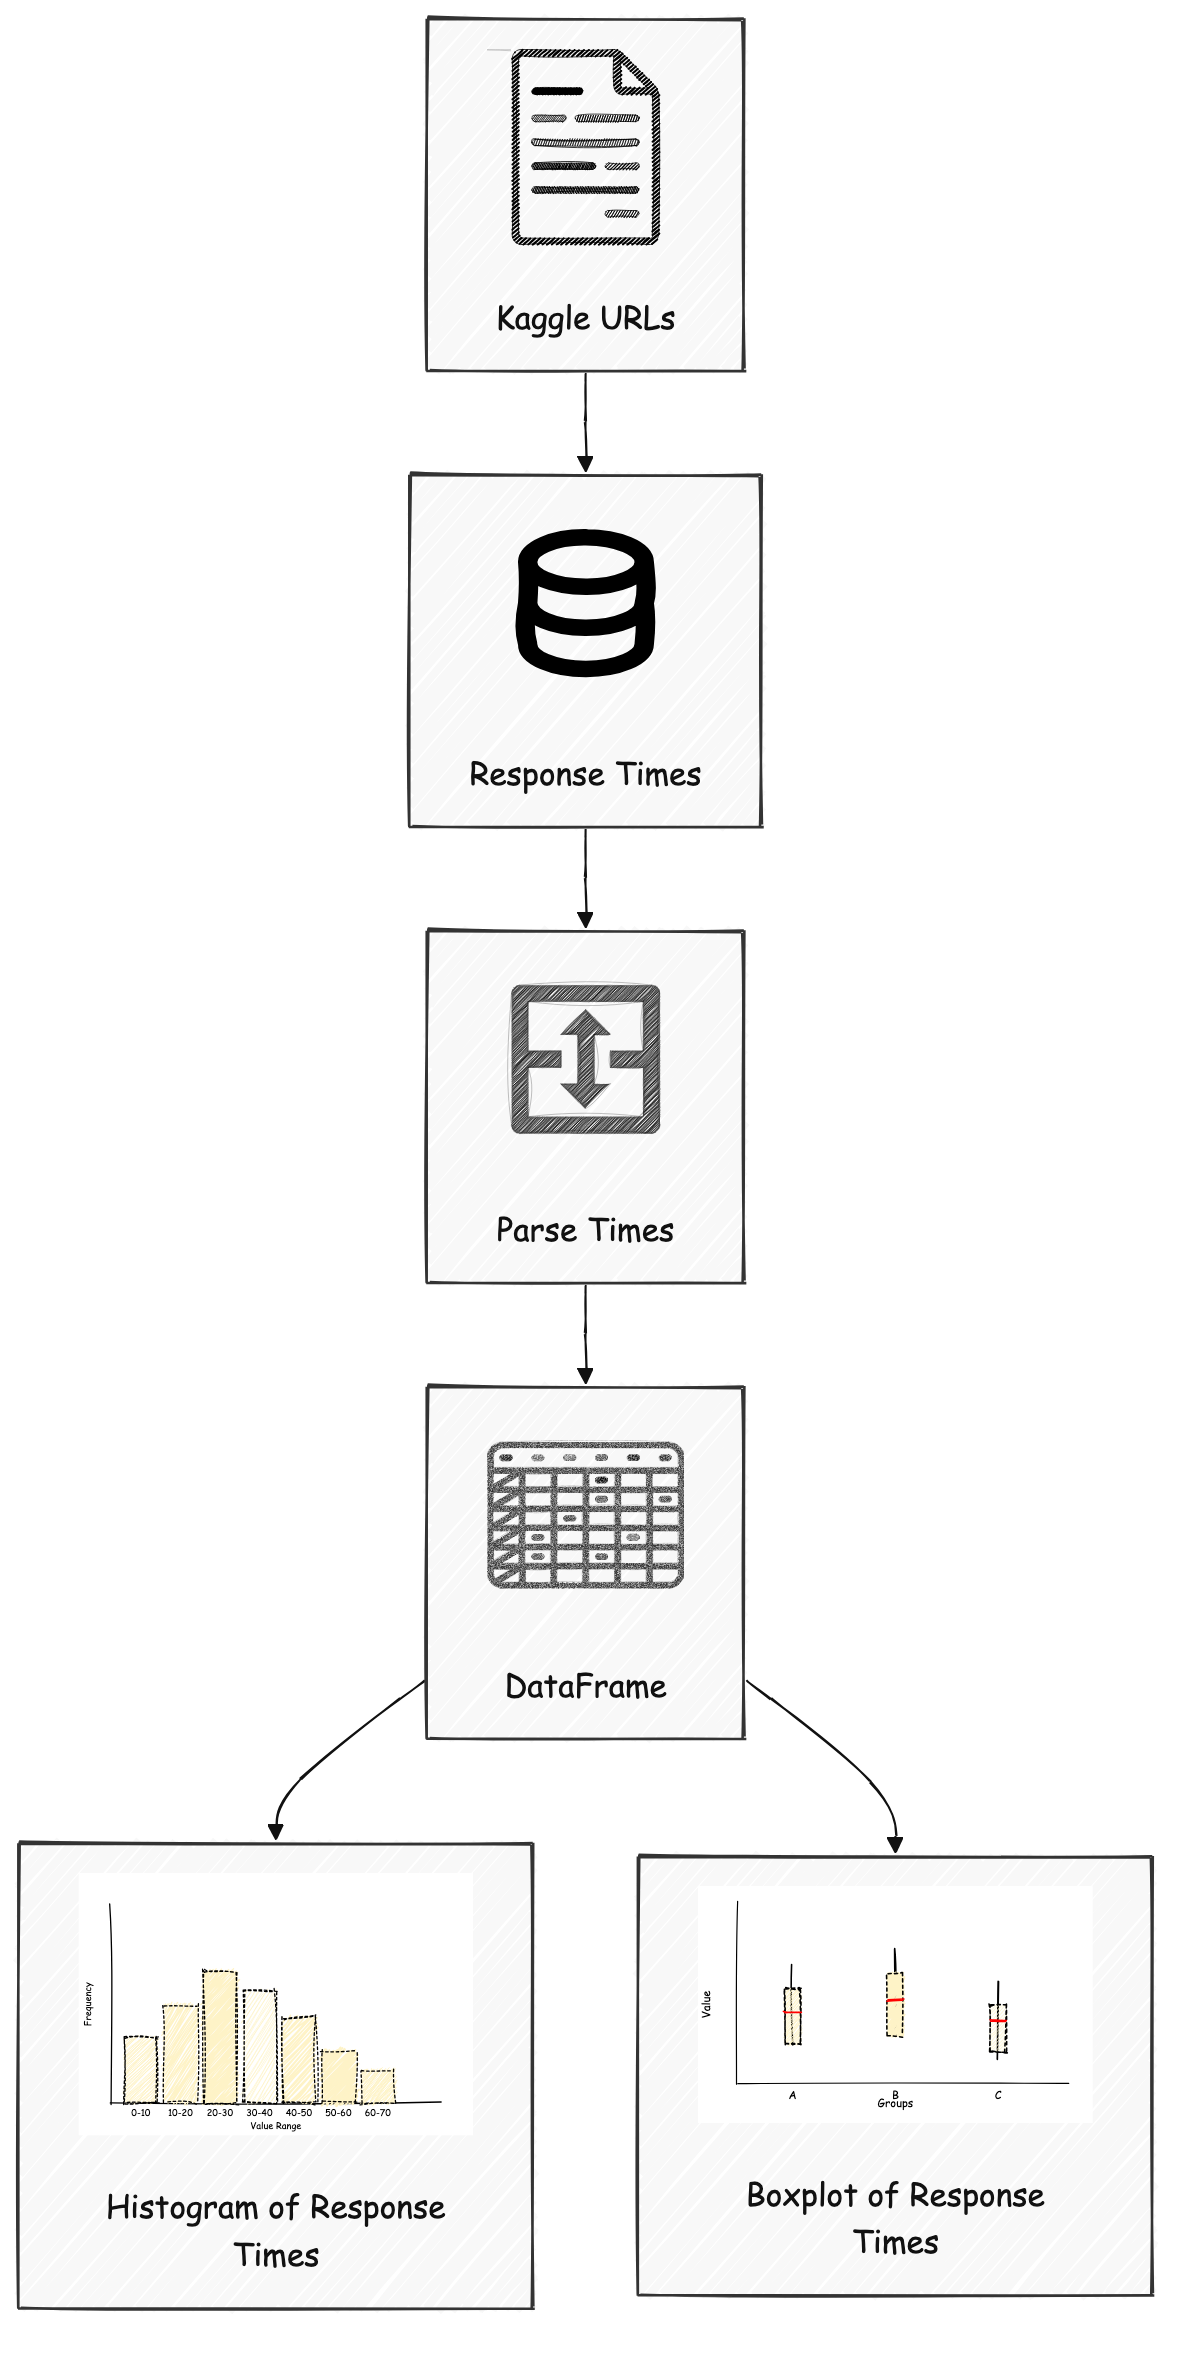 Kaggle URLs
Response Times
Parse Times
DataFrame
Frequency
0-10 10-20 20-30 30-40 40-50 50-60 60-70
Value Range
Histogram of Response
Times
Value
A B C
Groups
Boxplot of Response
Times